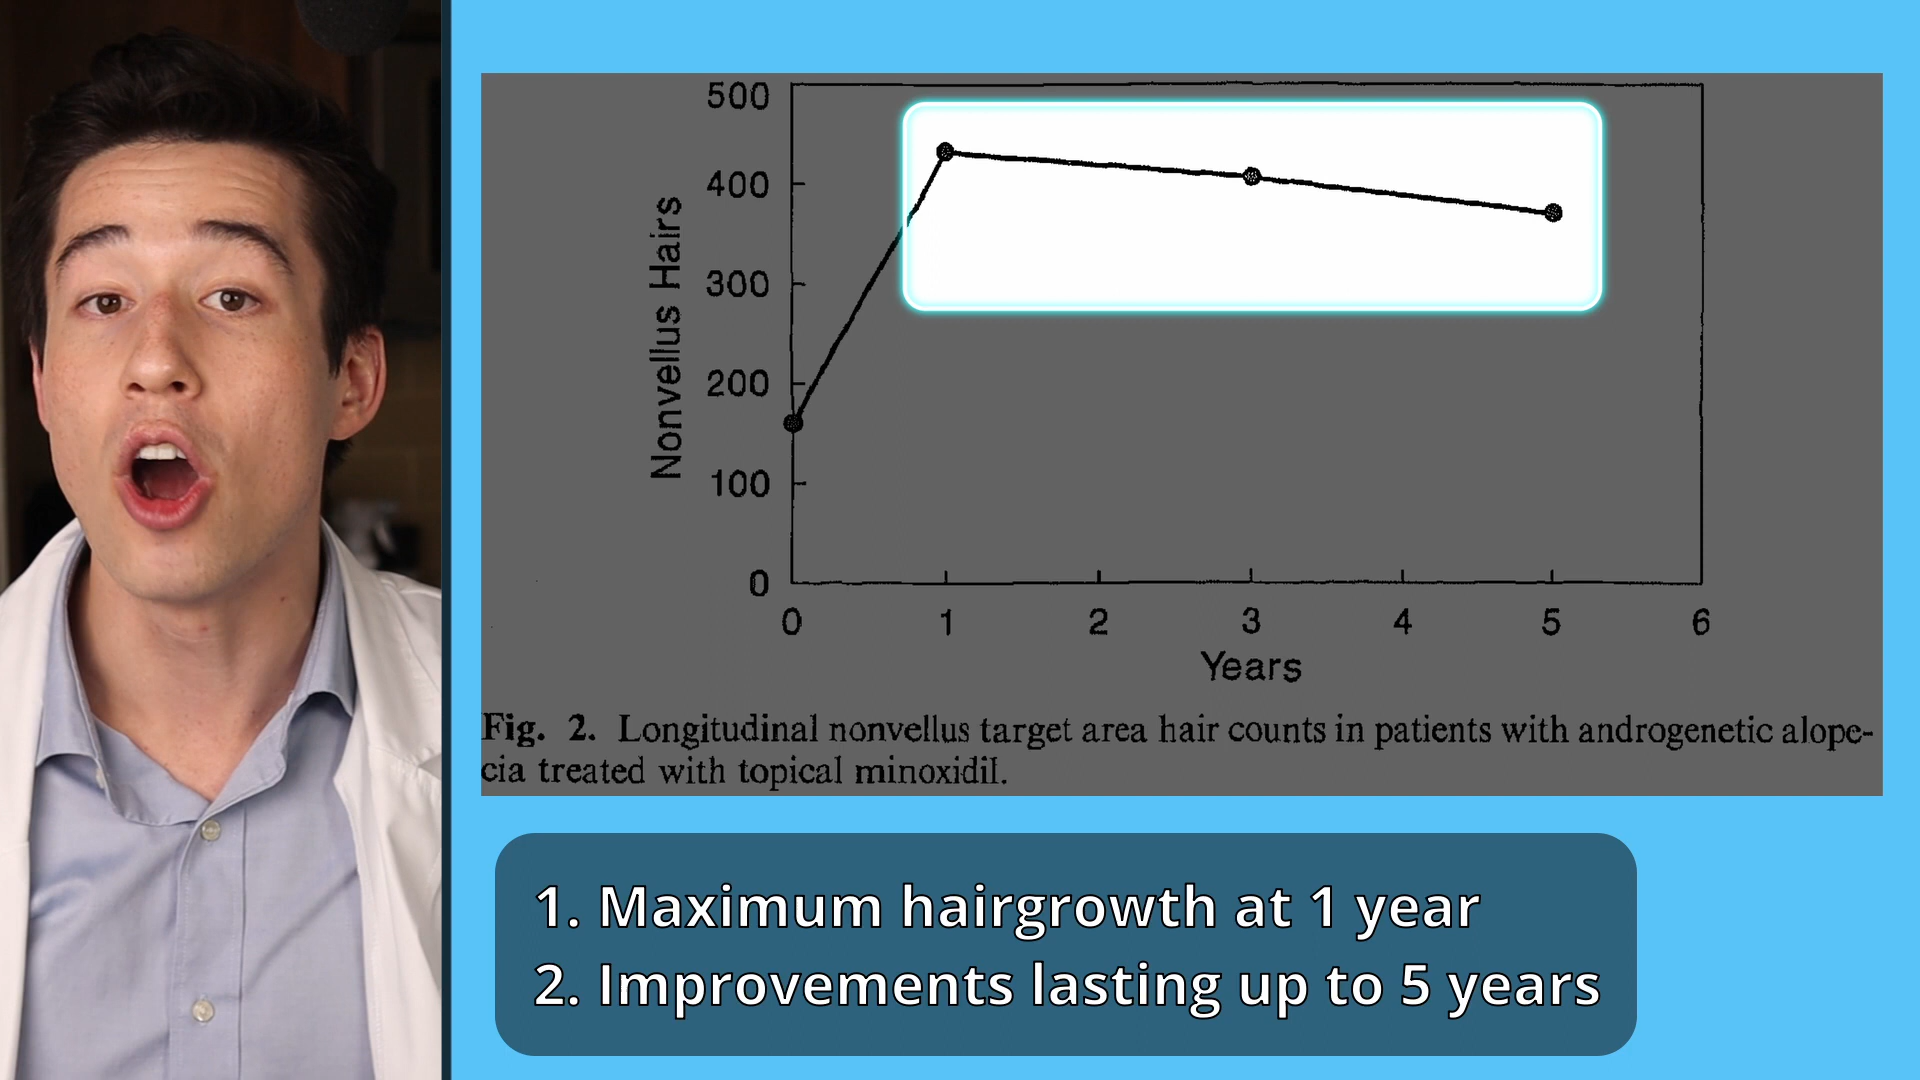 500
400
300
200
100
0
Nonvellus Hairs
0 1 2 3 4 5 6
Years
Fig. 2. Longitudinal nonvellus target area hair counts in patients with androgenetic alope-
cia treated with topical minoxidil.
1. Maximum hairgrowth at 1 year
2. Improvements lasting up to 5 years